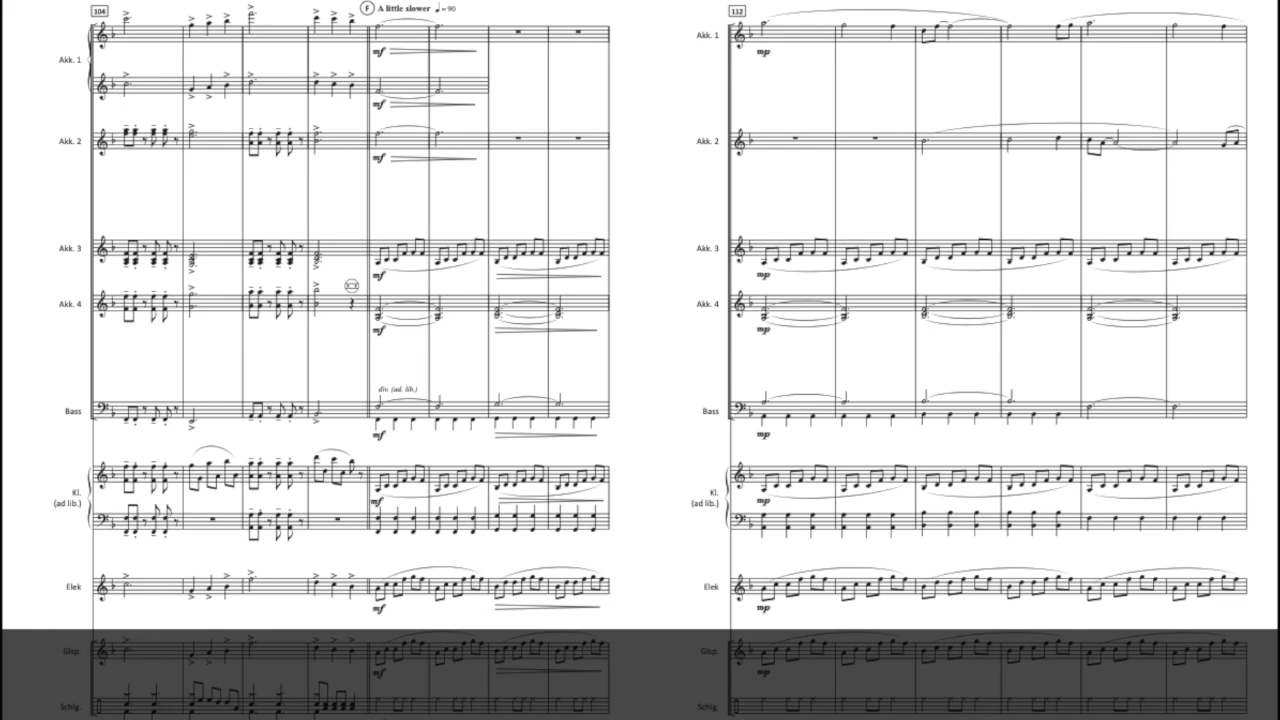 104
F A little slower ♩. = 90
Akk. 1
mf
mf
Akk. 2
mf
Akk. 3
mf
Akk. 4
mf
div. (ad. lib.)
Bass
mf
Kl.
(ad lib.)
mf
Elek
mf
Glsp.
mf
Schlg.
112
Akk. 1
mp
Akk. 2
Akk. 3
mp
Akk. 4
mp
Bass
mp
Kl.
(ad lib.)
mp
Elek
mp
Glsp.
mp
Schlg.